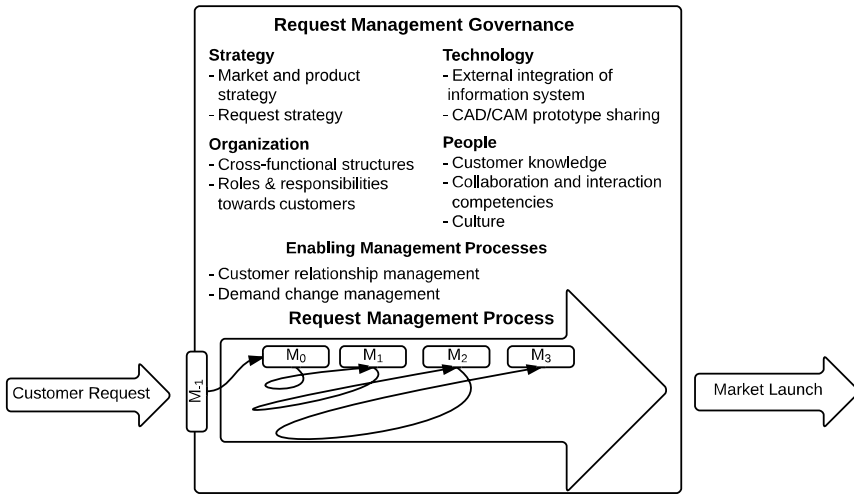 Request Management Governance
Strategy
- Market and product
strategy
- Request strategy
Technology
- External integration of
information system
- CAD/CAM prototype sharing
Organization
- Cross-functional structures
- Roles & responsibilities
towards customers
People
- Customer knowledge
- Collaboration and interaction
competencies
- Culture
Enabling Management Processes
- Customer relationship management
- Demand change management
Request Management Process
Customer Request
M-1
M0
M1
M2
M3
Market Launch